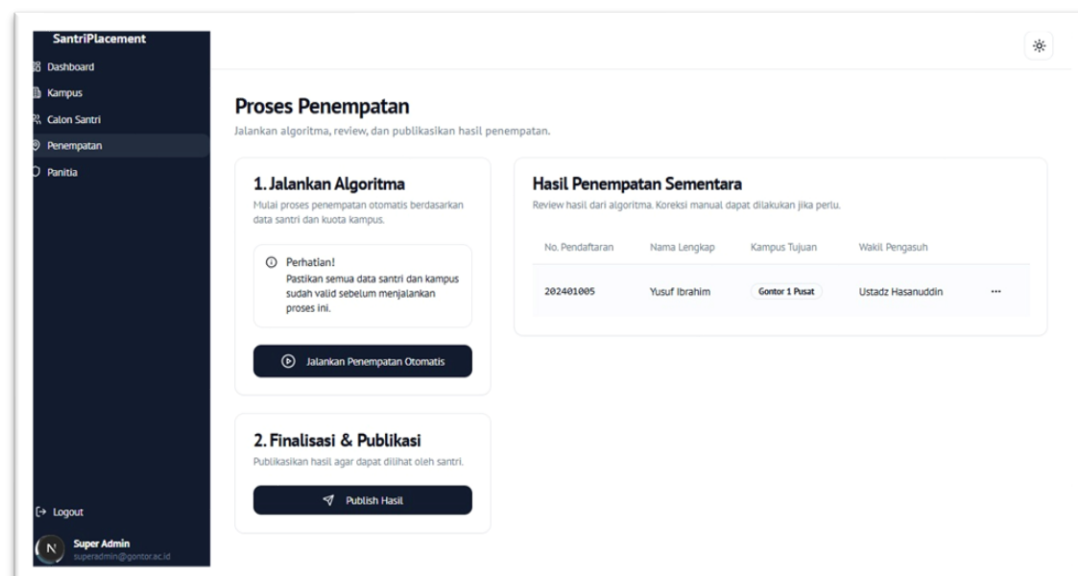 SantriPlacement
Dashboard
Kampus
Calon Santri
Penempatan
Panitia
Logout
N
Super Admin
superadmin@gontor.ac.id
Proses Penempatan
Jalankan algoritma, review, dan publikasikan hasil penempatan.
1. Jalankan Algoritma
Mulai proses penempatan otomatis berdasarkan
data santri dan kuota kampus.
Perhatian!
Pastikan semua data santri dan kampus
sudah valid sebelum menjalankan
proses ini.
Jalankan Penempatan Otomatis
2. Finalisasi & Publikasi
Publikasikan hasil agar dapat dilihat oleh santri.
Publish Hasil
Hasil Penempatan Sementara
Review hasil dari algoritma. Koreksi manual dapat dilakukan jika perlu.
No. Pendaftaran Nama Lengkap Kampus Tujuan Wakil Pengasuh
202401005 Yusuf Ibrahim Gontor 1 Pusat Ustadz Hasanuddin ...